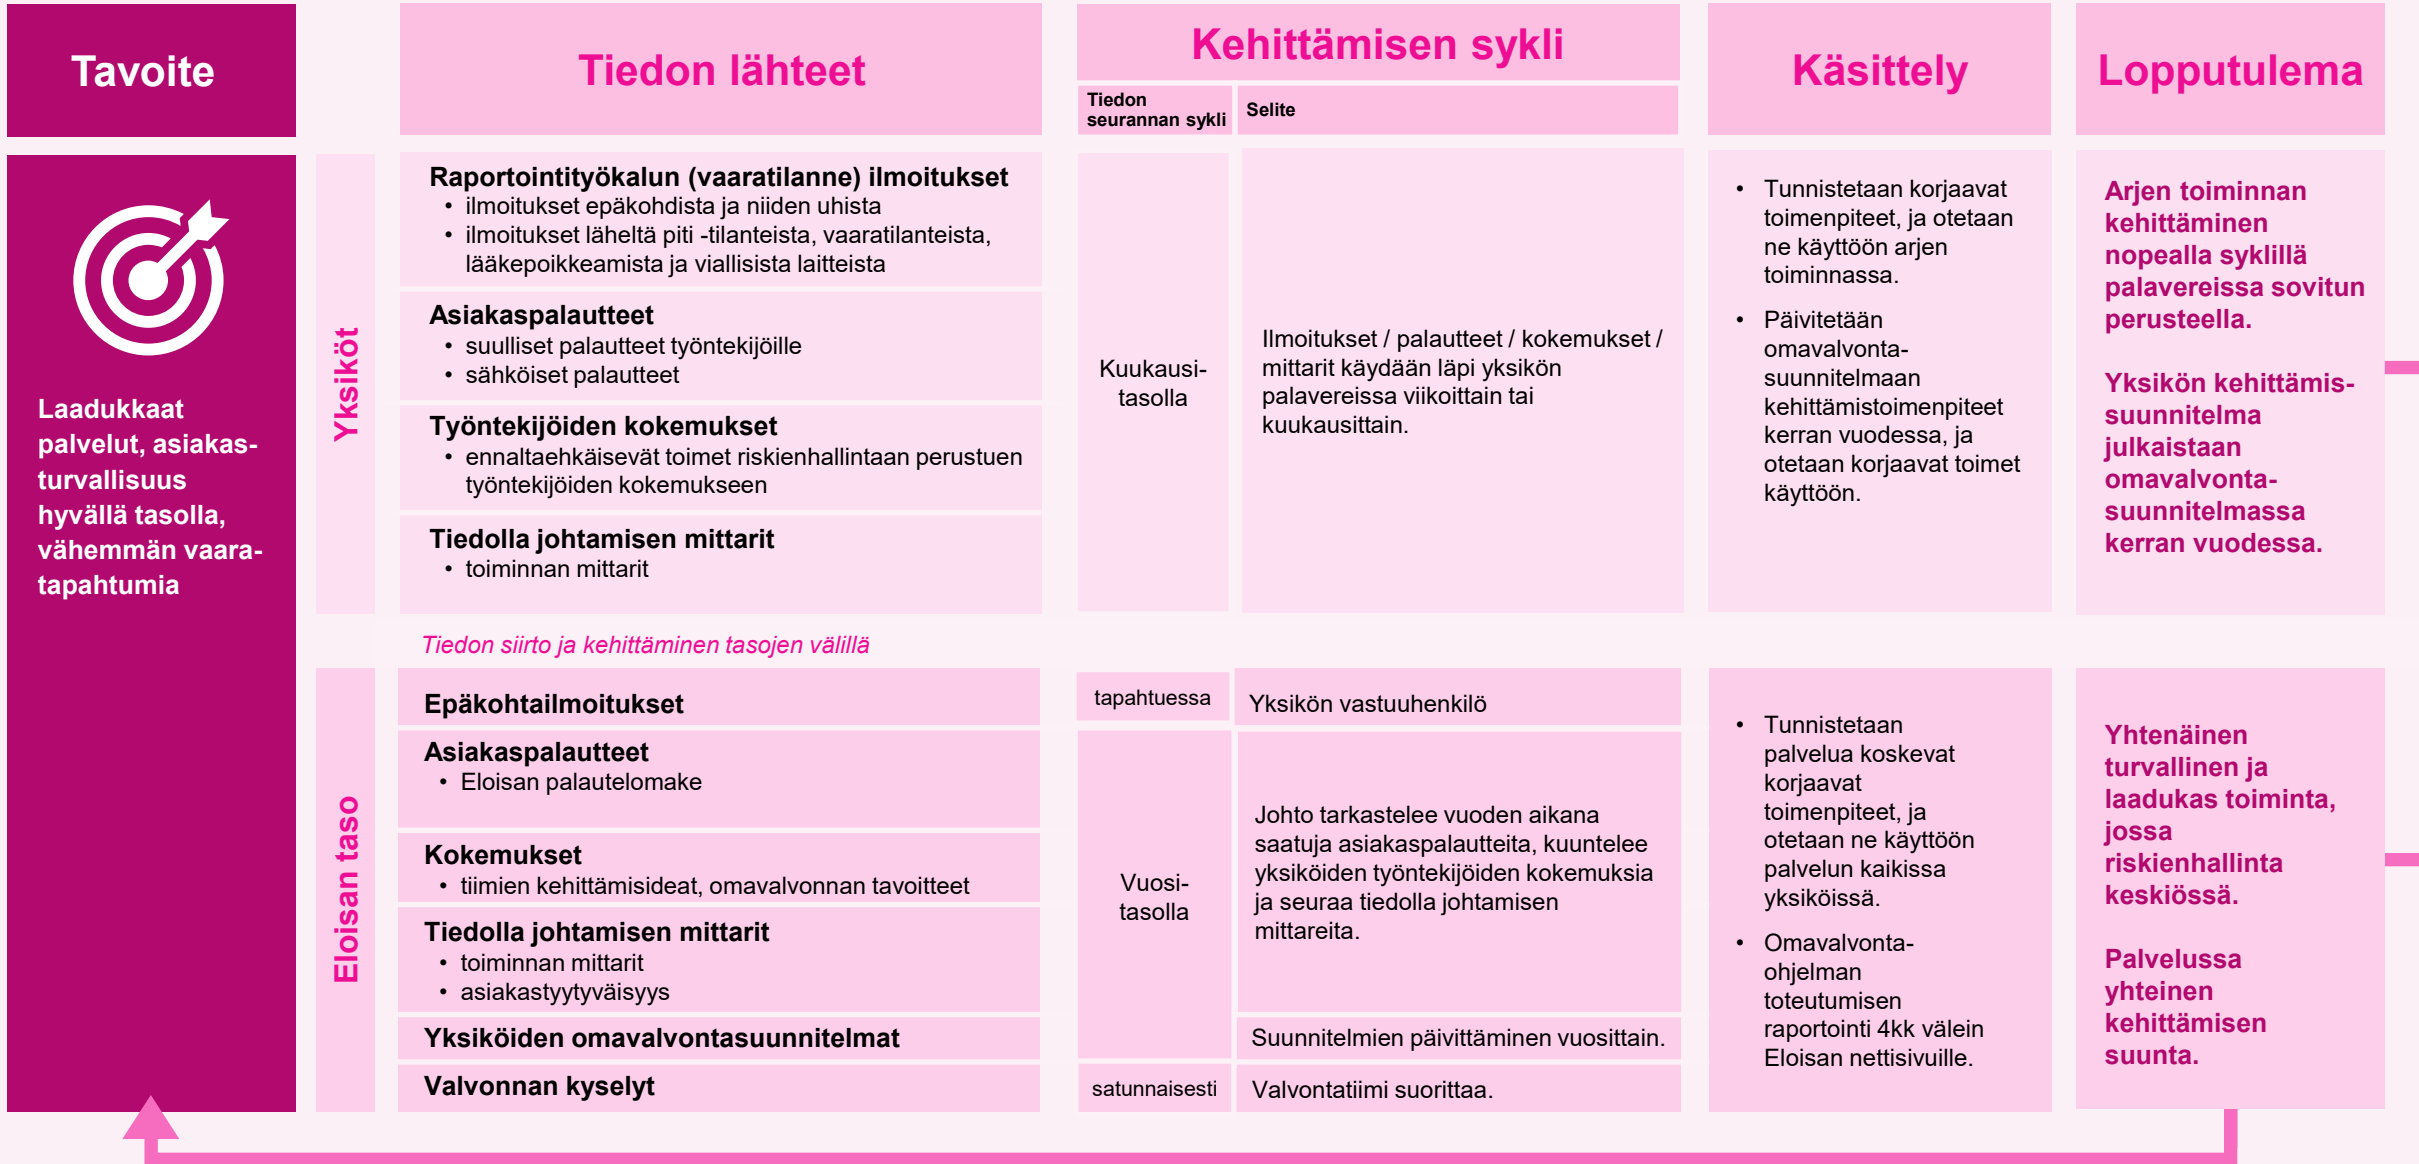 Tavoite
Tiedon lähteet
Kehittämisen sykli
Tiedon
seurannan sykli
Selite
Käsittely
Lopputulema
Laadukkaat
palvelut, asiakas-
turvallisuus
hyvällä tasolla,
vähemmän vaara-
tapahtumia
Yksiköt
Raportointityökalun (vaaratilanne) ilmoitukset
• ilmoitukset epäkohdista ja niiden uhista
• ilmoitukset läheltä piti -tilanteista, vaaratilanteista,
lääkepoikkeamista ja viallisista laitteista
Asiakaspalautteet
• suulliset palautteet työntekijöille
• sähköiset palautteet
Työntekijöiden kokemukset
• ennaltaehkäisevät toimet riskienhallintaan perustuen
työntekijöiden kokemukseen
Tiedolla johtamisen mittarit
• toiminnan mittarit
Kuukausi-
tasolla
Ilmoitukset / palautteet / kokemukset /
mittarit käydään läpi yksikön
palavereissa viikoittain tai
kuukausittain.
• Tunnistetaan korjaavat
toimenpiteet, ja otetaan
ne käyttöön arjen
toiminnassa.
• Päivitetään
omavalvonta-
suunnitelmaan
kehittämistoimenpiteet
kerran vuodessa, ja
otetaan korjaavat toimet
käyttöön.
Arjen toiminnan
kehittäminen
nopealla syklillä
palavereissa sovitun
perusteella.
Yksikön kehittämis-
suunnitelma
julkaistaan
omavalvonta-
suunnitelmassa
kerran vuodessa.
Tiedon siirto ja kehittäminen tasojen välillä
Eloisan taso
Epäkohtailmoitukset
Asiakaspalautteet
• Eloisan palautelomake
Kokemukset
• tiimien kehittämisideat, omavalvonnan tavoitteet
Tiedolla johtamisen mittarit
• toiminnan mittarit
• asiakastyytyväisyys
Yksiköiden omavalvontasuunnitelmat
Valvonnan kyselyt
tapahtuessa
Yksikön vastuuhenkilö
Vuosi-
tasolla
Johto tarkastelee vuoden aikana
saatuja asiakaspalautteita, kuuntelee
yksiköiden työntekijöiden kokemuksia
ja seuraa tiedolla johtamisen
mittareita.
Suunnitelmien päivittäminen vuosittain.
satunnaisesti
Valvontatiimi suorittaa.
• Tunnistetaan
palvelua koskevat
korjaavat
toimenpiteet, ja
otetaan ne käyttöön
palvelun kaikissa
yksiköissä.
• Omavalvonta-
ohjelman
toteutumisen
raportointi 4kk välein
Eloisan nettisivuille.
Yhtenäinen
turvallinen ja
laadukas toiminta,
jossa
riskienhallinta
keskiössä.
Palvelussa
yhteinen
kehittämisen
suunta.